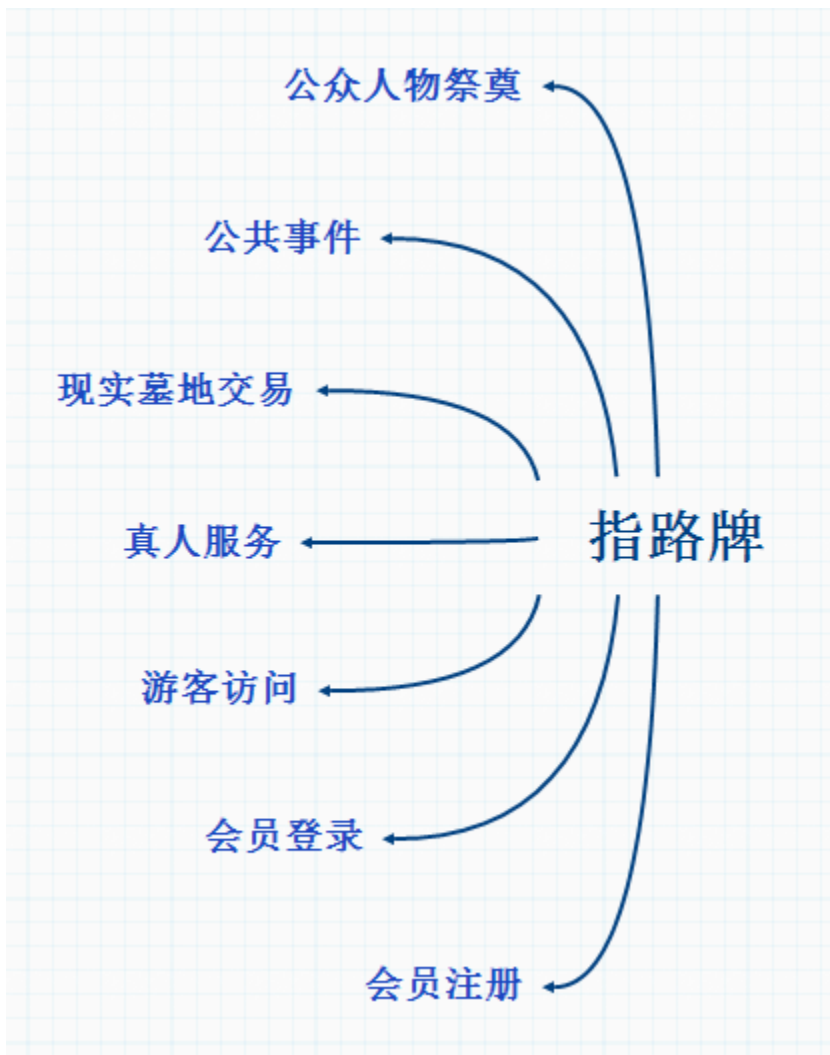 公众人物祭奠
公共事件
现实墓地交易
真人服务
指路牌
游客访问
会员登录
会员注册